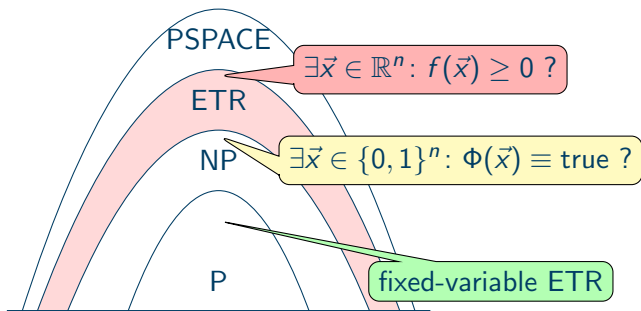 PSPACE
∃x⃗ ∈ ℝⁿ: f(x⃗) ≥ 0 ?
ETR
NP
∃x⃗ ∈ {0, 1}ⁿ: Φ(x⃗) ≡ true ?
P
fixed-variable ETR